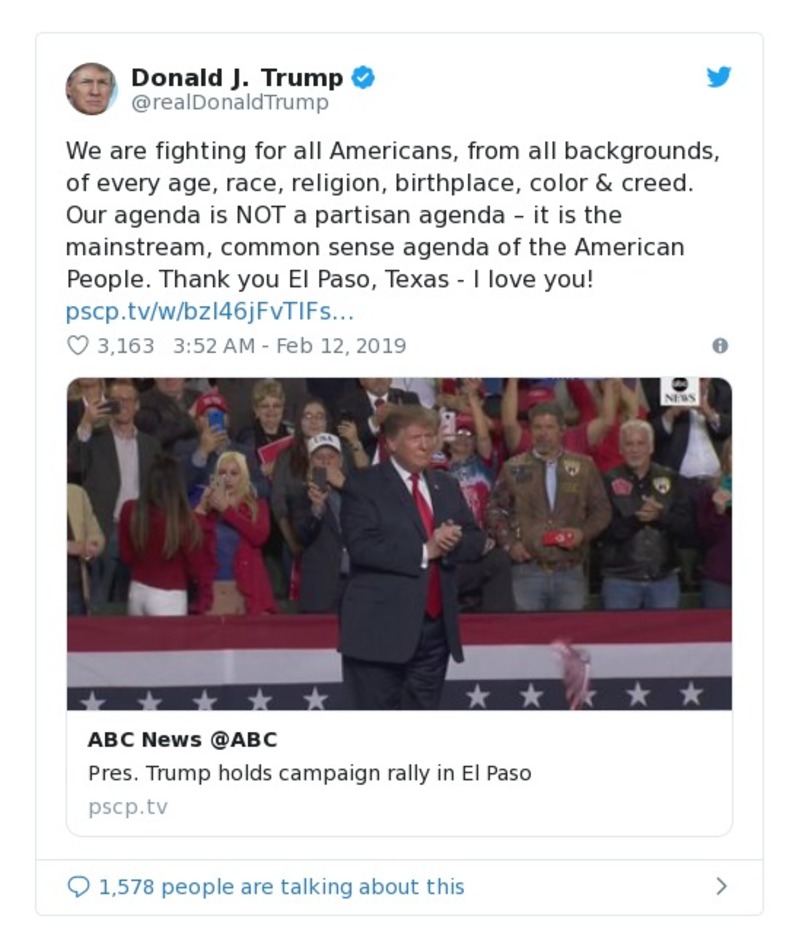 Donald J. Trump
@realDonaldTrump
We are fighting for all Americans, from all backgrounds,
of every age, race, religion, birthplace, color & creed.
Our agenda is NOT a partisan agenda – it is the
mainstream, common sense agenda of the American
People. Thank you El Paso, Texas - I love you!
pscp.tv/w/bzI46jFvTlFs…
3,163 3:52 AM - Feb 12, 2019
abc
NEWS
USA
ABC News @ABC
Pres. Trump holds campaign rally in El Paso
pscp.tv
1,578 people are talking about this